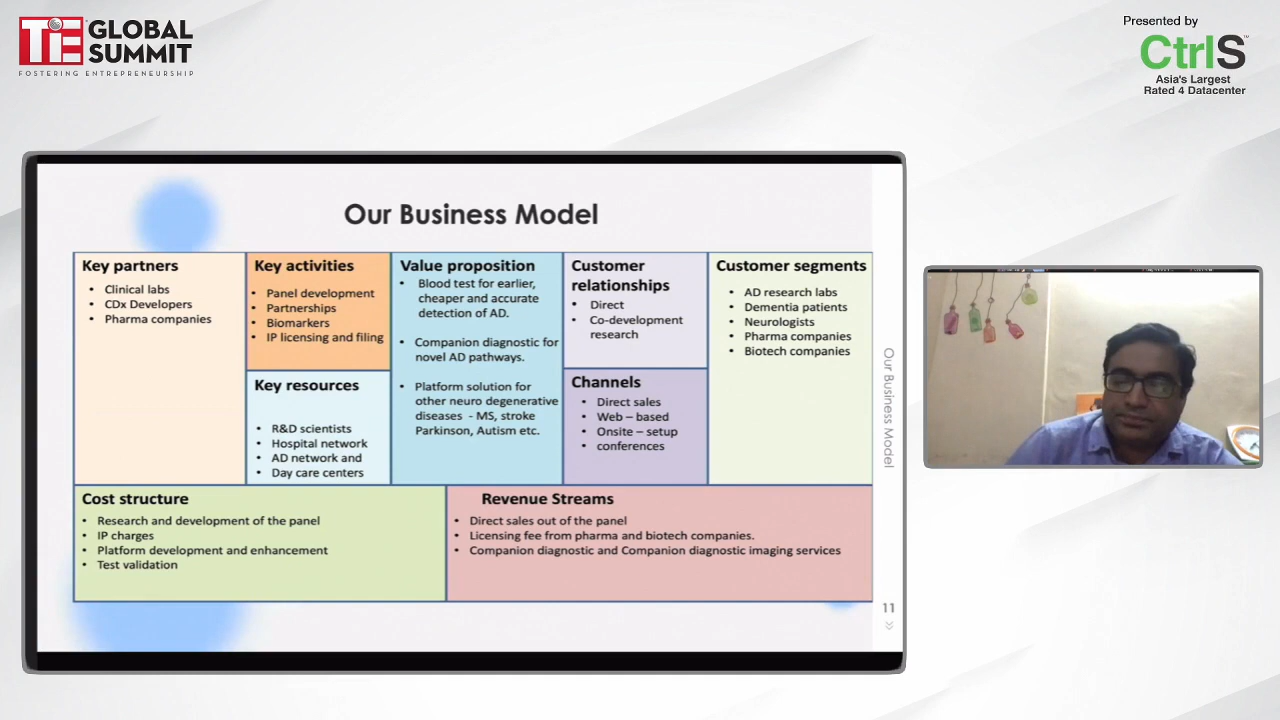 TiE GLOBAL
SUMMIT
FOSTERING ENTREPRENEURSHIP
Presented by
CtrlS™
Asia's Largest
Rated 4 Datacenter
Our Business Model
Key partners
• Clinical labs
• CDx Developers
• Pharma companies
Key activities
• Panel development
• Partnerships
• Biomarkers
• IP licensing and filing
Key resources
• R&D scientists
• Hospital network
• AD network and
• Day care centers
Value proposition
• Blood test for earlier,
cheaper and accurate
detection of AD.
• Companion diagnostic for
novel AD pathways.
• Platform solution for
other neuro degenerative
diseases - MS, stroke
Parkinson, Autism etc.
Customer
relationships
• Direct
• Co-development
research
Channels
• Direct sales
• Web – based
• Onsite – setup
• conferences
Customer segments
• AD research labs
• Dementia patients
• Neurologists
• Pharma companies
• Biotech companies
Cost structure
• Research and development of the panel
• IP charges
• Platform development and enhancement
• Test validation
Revenue Streams
• Direct sales out of the panel
• Licensing fee from pharma and biotech companies.
• Companion diagnostic and Companion diagnostic imaging services
Our Business Model
11